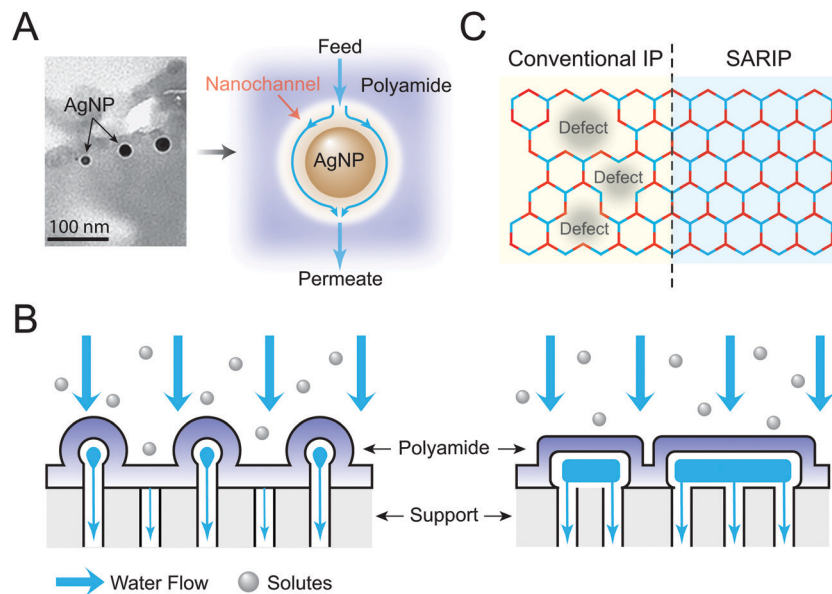 A
AgNP
100 nm
Feed
Nanochannel
Polyamide
AgNP
Permeate
C
Conventional IP
SARIP
Defect
Defect
Defect
B
Polyamide
Support
Water Flow
Solutes